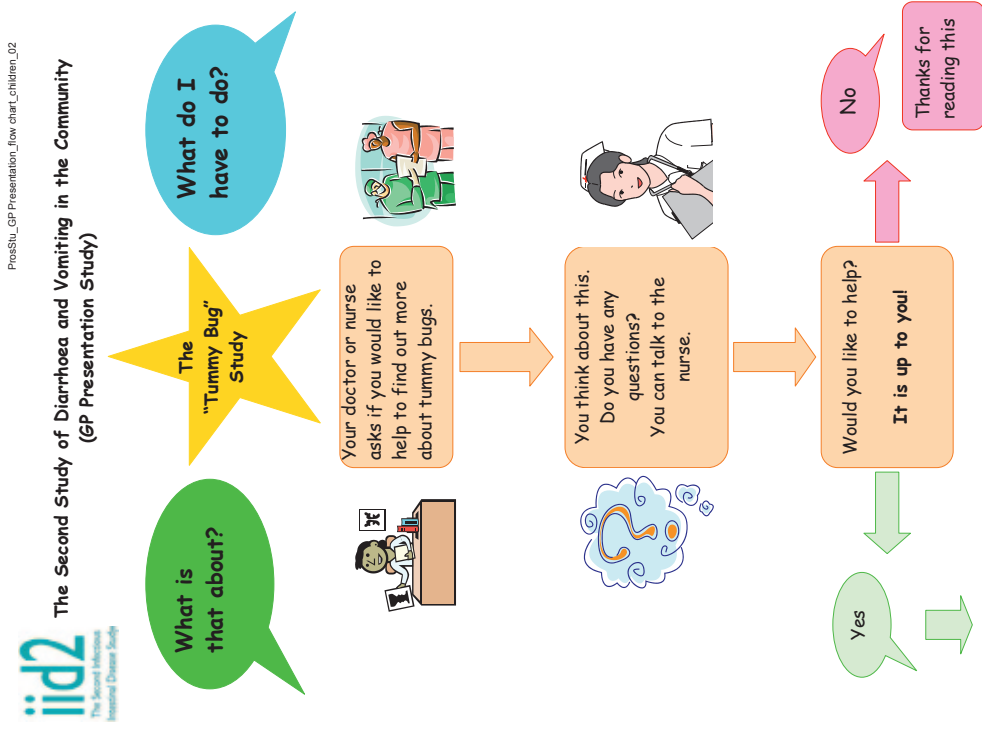 ProsStu_GP Presentation_flow chart_children_02
iid2
The Second Infectious
Intestinal Disease Study
The Second Study of Diarrhoea and Vomiting in the Community
(GP Presentation Study)
What is
that about?
The
“Tummy Bug”
Study
What do I
have to do?
Your doctor or nurse
asks if you would like to
help to find out more
about tummy bugs.
You think about this.
Do you have any
questions?
You can talk to the
nurse.
Would you like to help?
It is up to you!
Yes
No
Thanks for
reading this